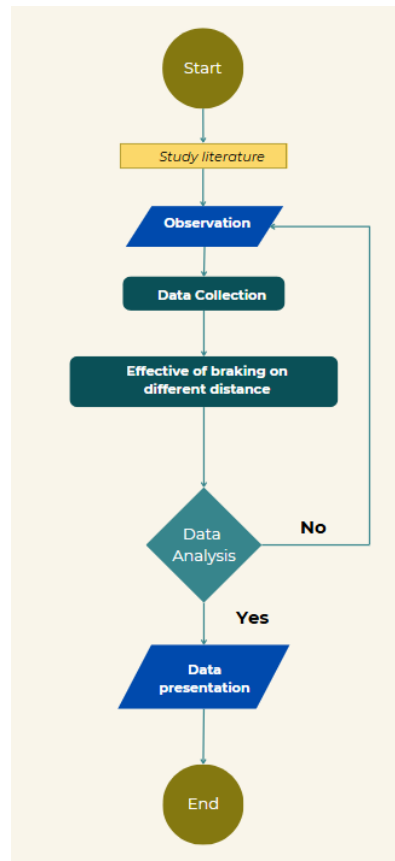 Start
Study literature
Observation
Data Collection
Effective of braking on
different distance
Data
Analysis
No
Yes
Data
presentation
End